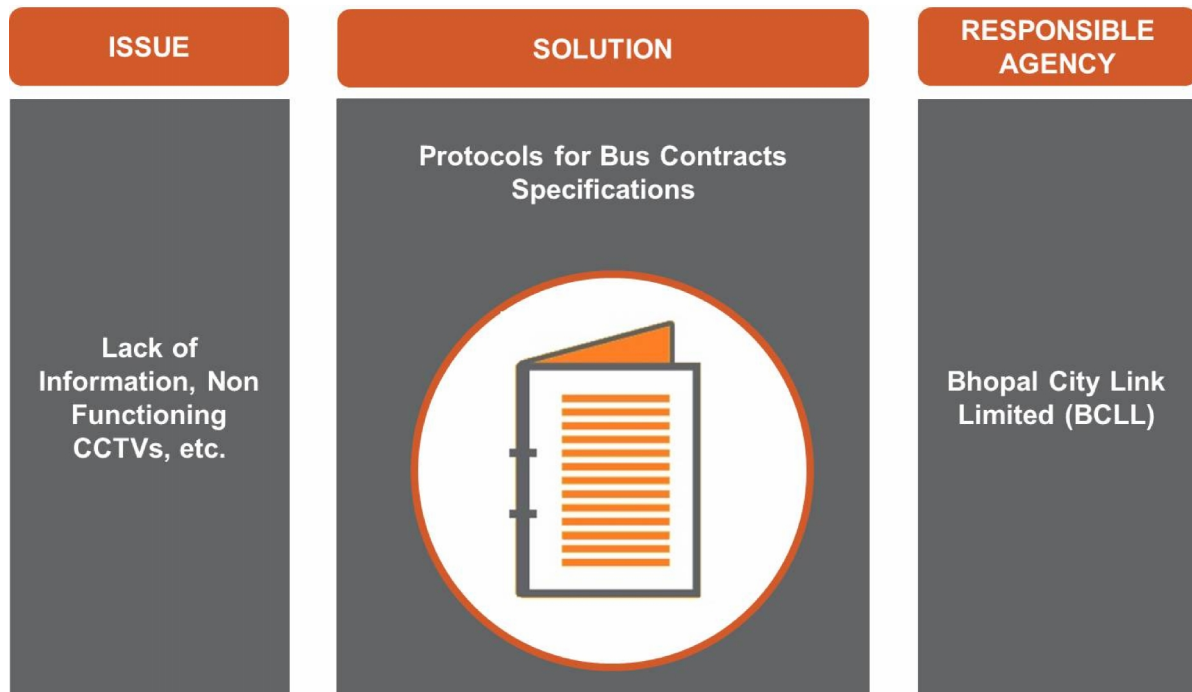 ISSUE
Lack of
Information, Non
Functioning
CCTVs, etc.
SOLUTION
Protocols for Bus Contracts
Specifications
RESPONSIBLE
AGENCY
Bhopal City Link
Limited (BCLL)